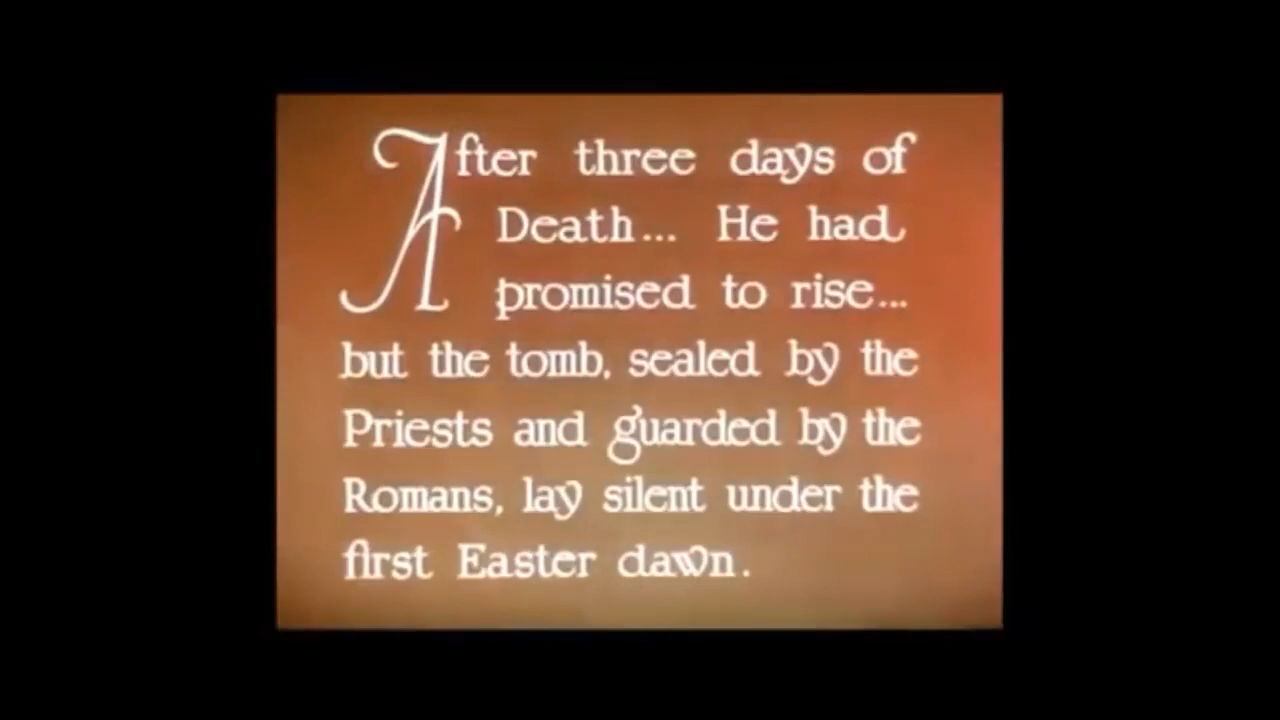 After three days of
Death... He had
promised to rise...
but the tomb, sealed by the
Priests and guarded by the
Romans, lay silent under the
first Easter dawn.